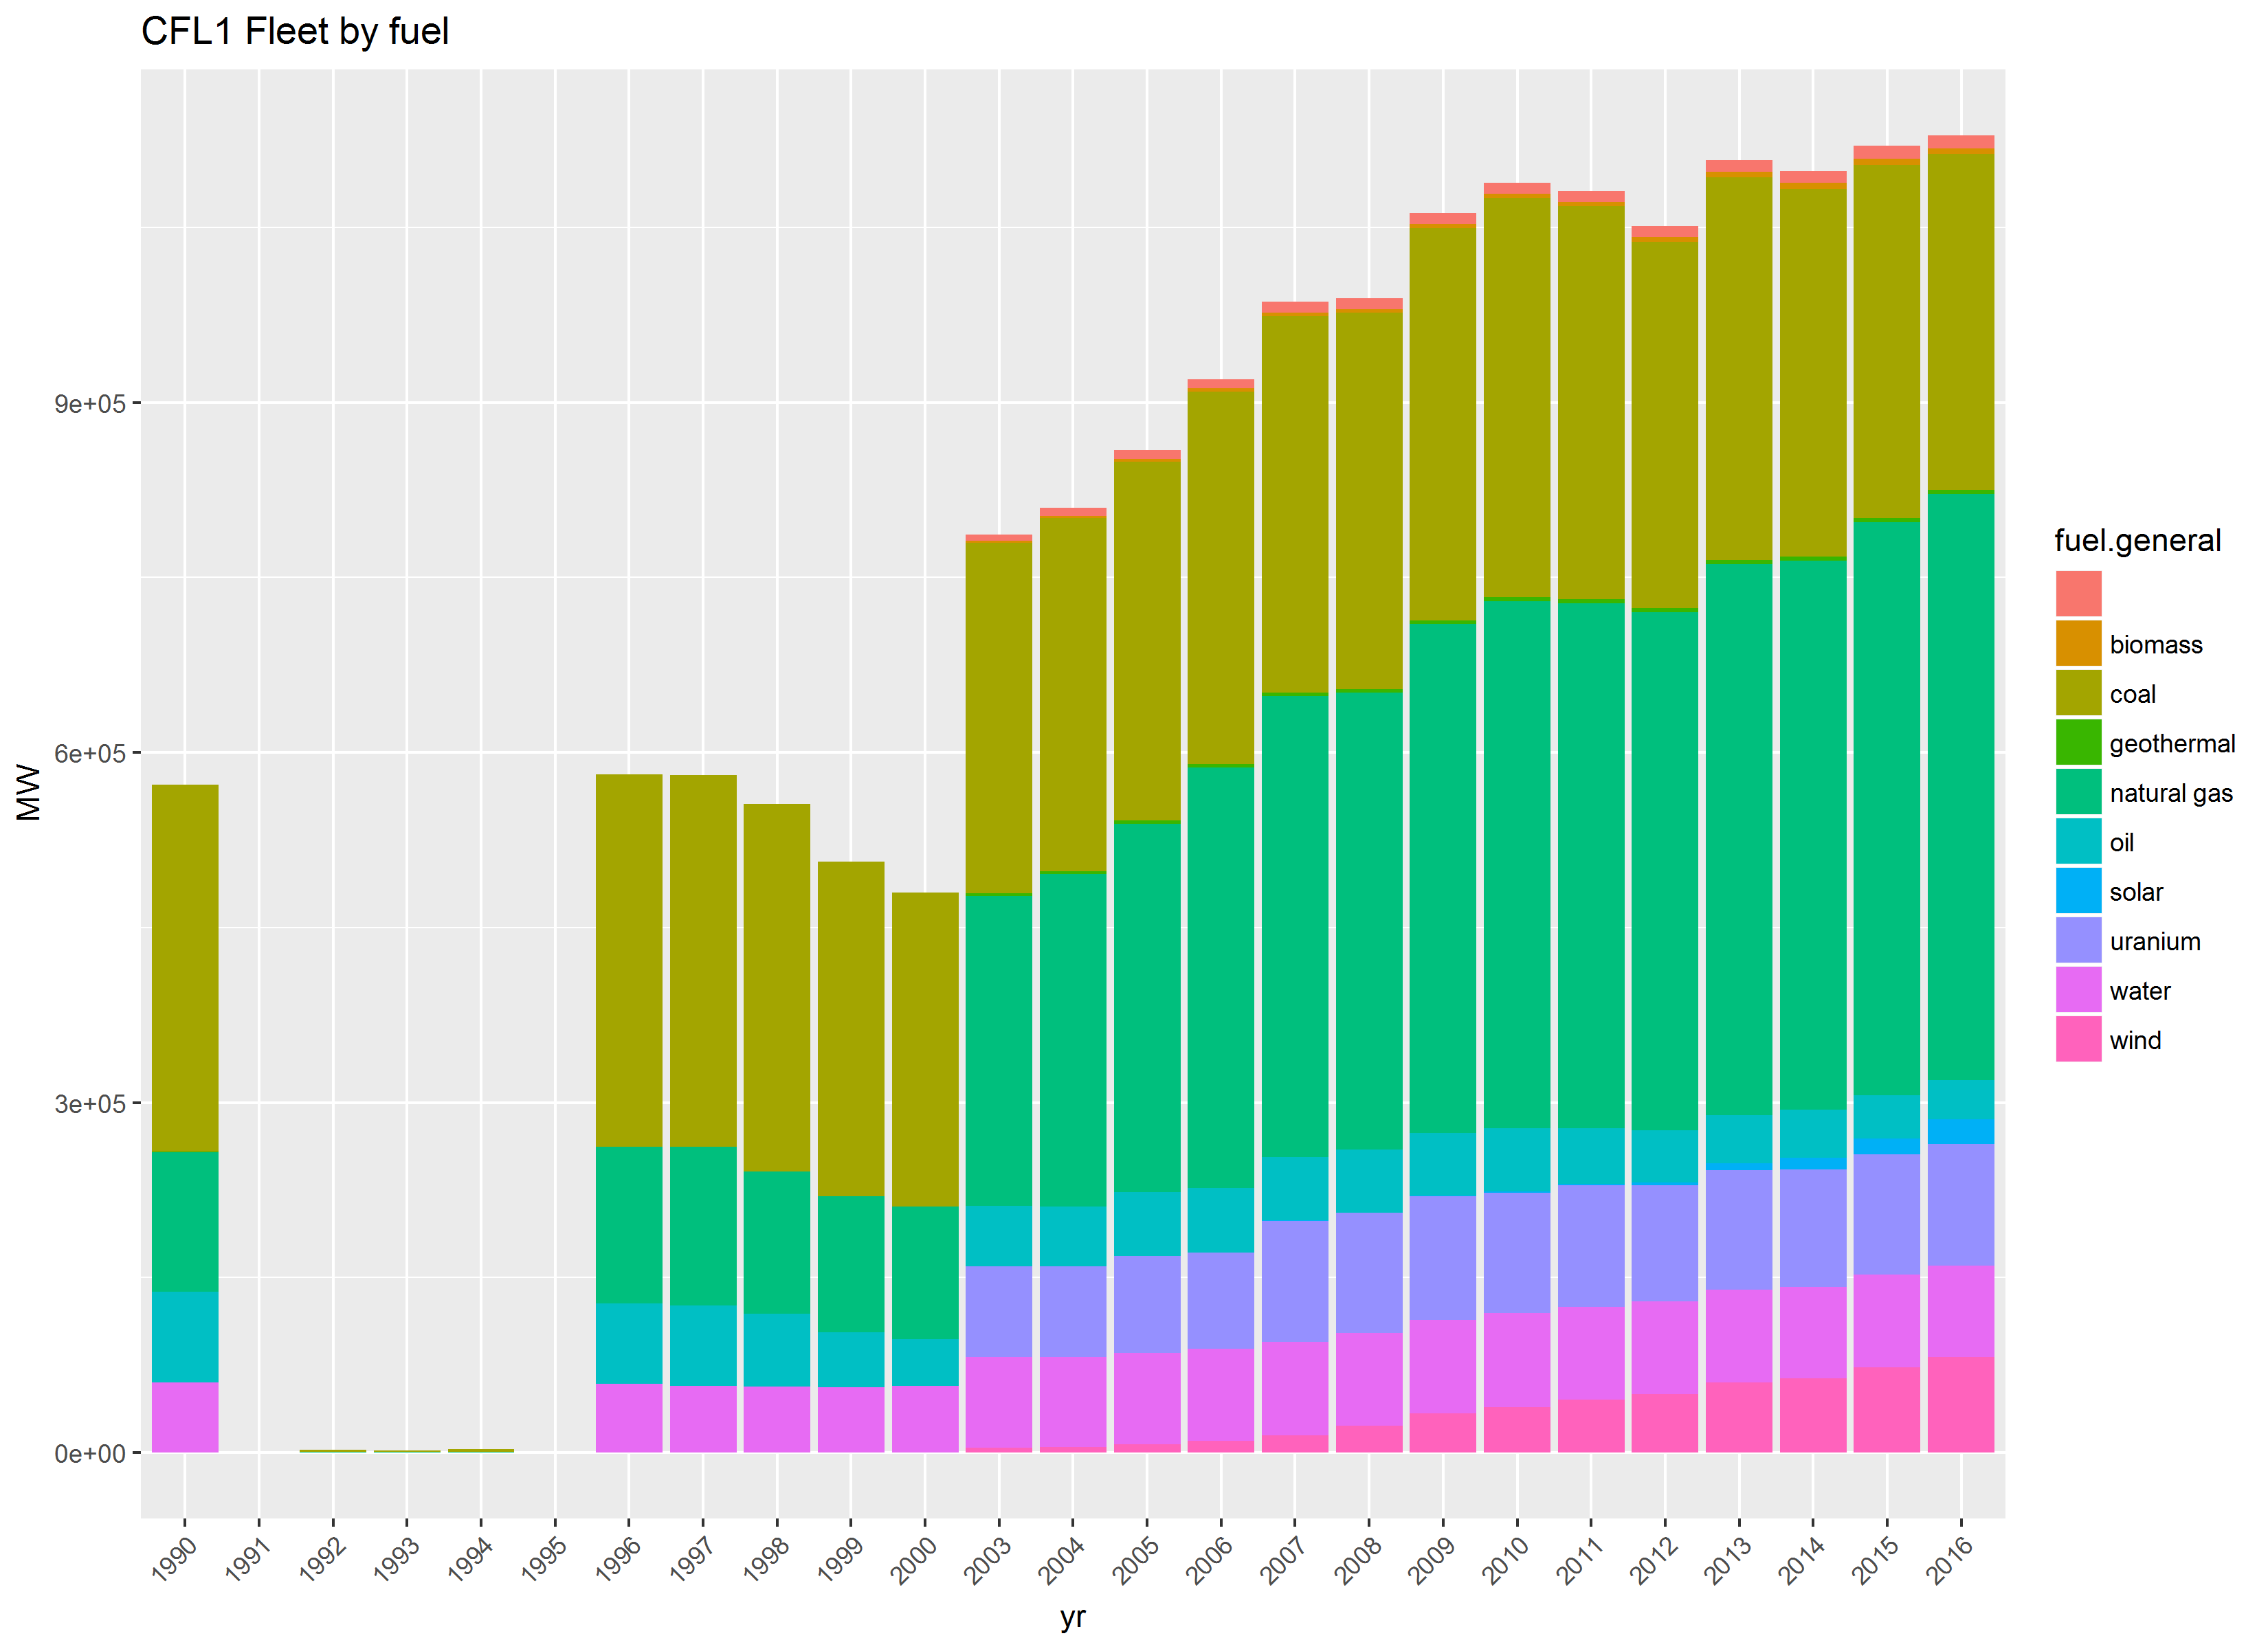 CFL1 Fleet by fuel
MW
9e+05
6e+05
3e+05
0e+00
1990
1991
1992
1993
1994
1995
1996
1997
1998
1999
2000
2003
2004
2005
2006
2007
2008
2009
2010
2011
2012
2013
2014
2015
2016
yr
fuel.general
biomass
coal
geothermal
natural gas
oil
solar
uranium
water
wind